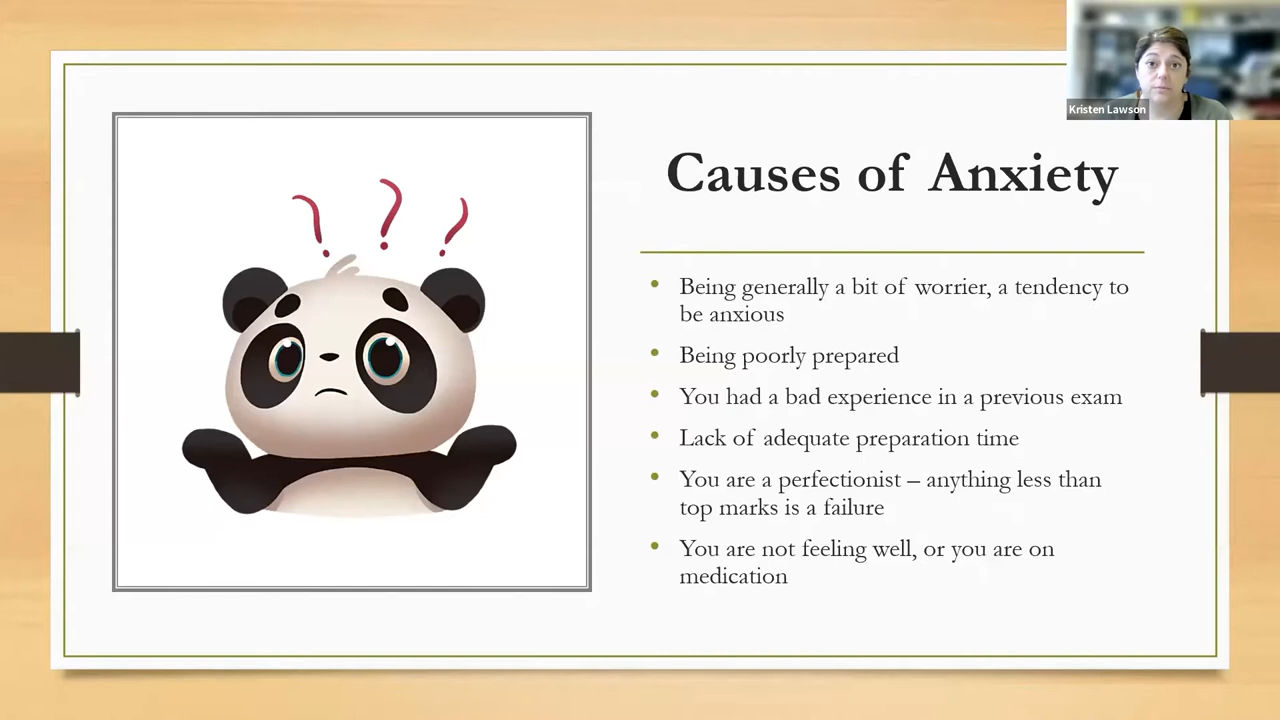 Kristen Lawson
Causes of Anxiety
• Being generally a bit of worrier, a tendency to
be anxious
• Being poorly prepared
• You had a bad experience in a previous exam
• Lack of adequate preparation time
• You are a perfectionist – anything less than
top marks is a failure
• You are not feeling well, or you are on
medication
? ? ?